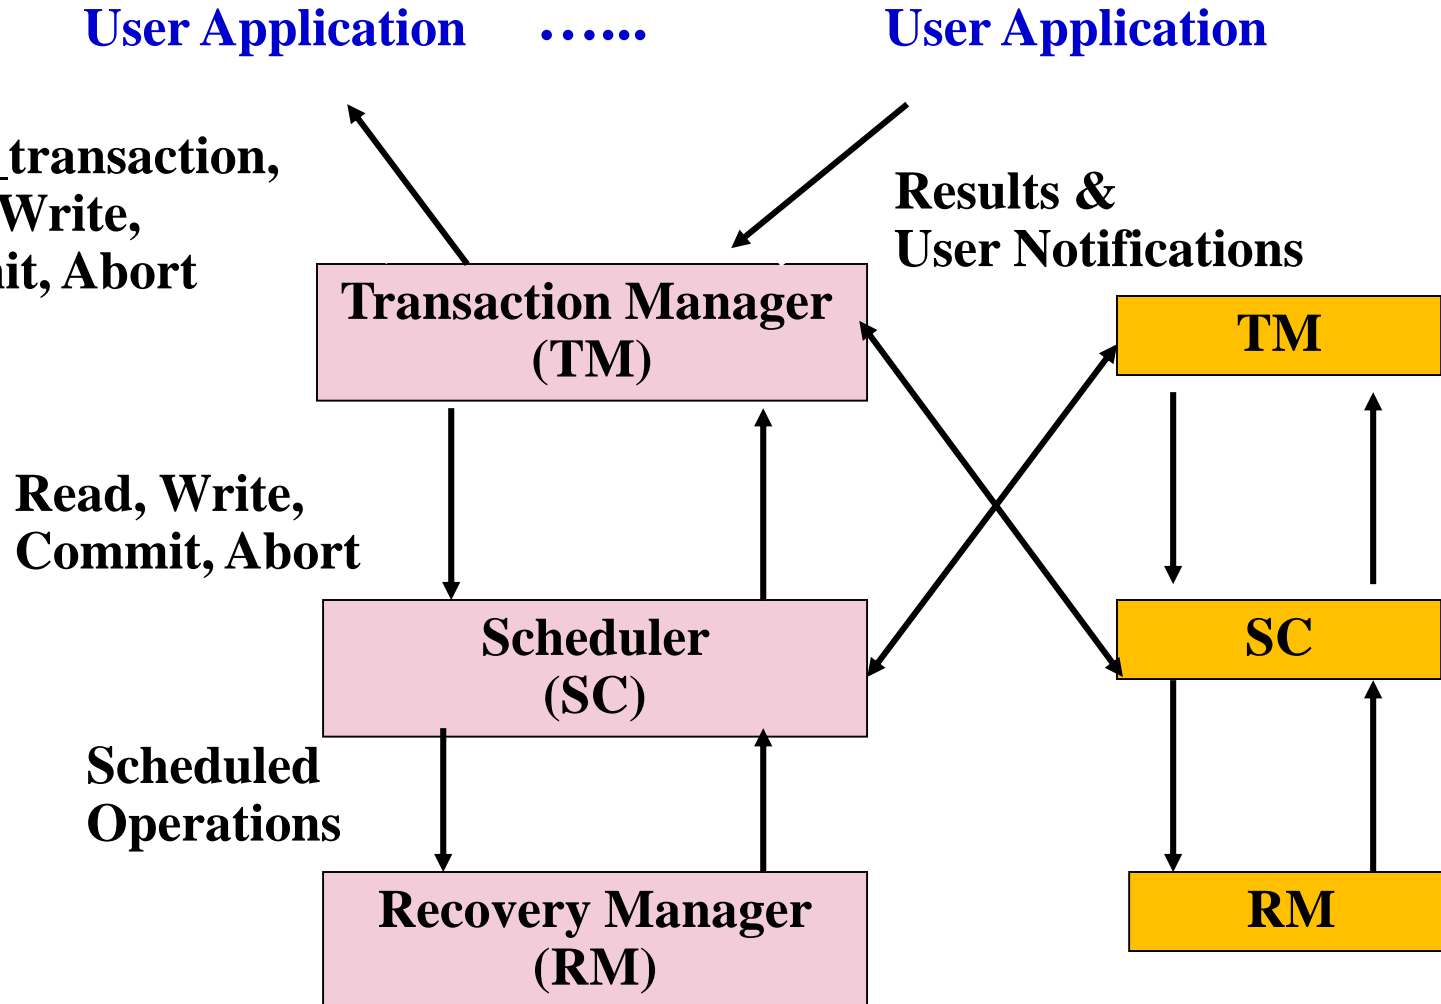 User Application …... User Application
transaction,
Write,
it, Abort
Results &
User Notifications
Transaction Manager
(TM)
TM
Read, Write,
Commit, Abort
Scheduler
(SC)
SC
Scheduled
Operations
Recovery Manager
(RM)
RM